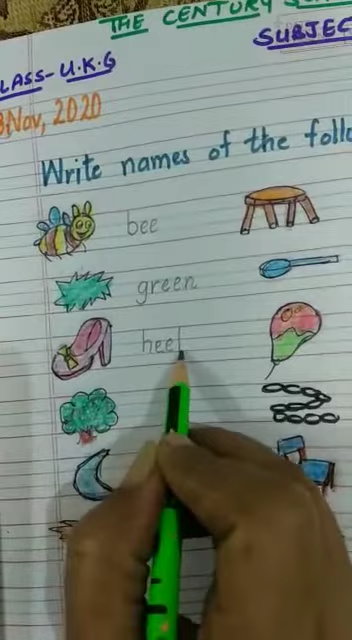 THE CENTURY
SUBJEC
LASS-U.K.G
Nov, 2020
Write names of the follo
bee
green
heel